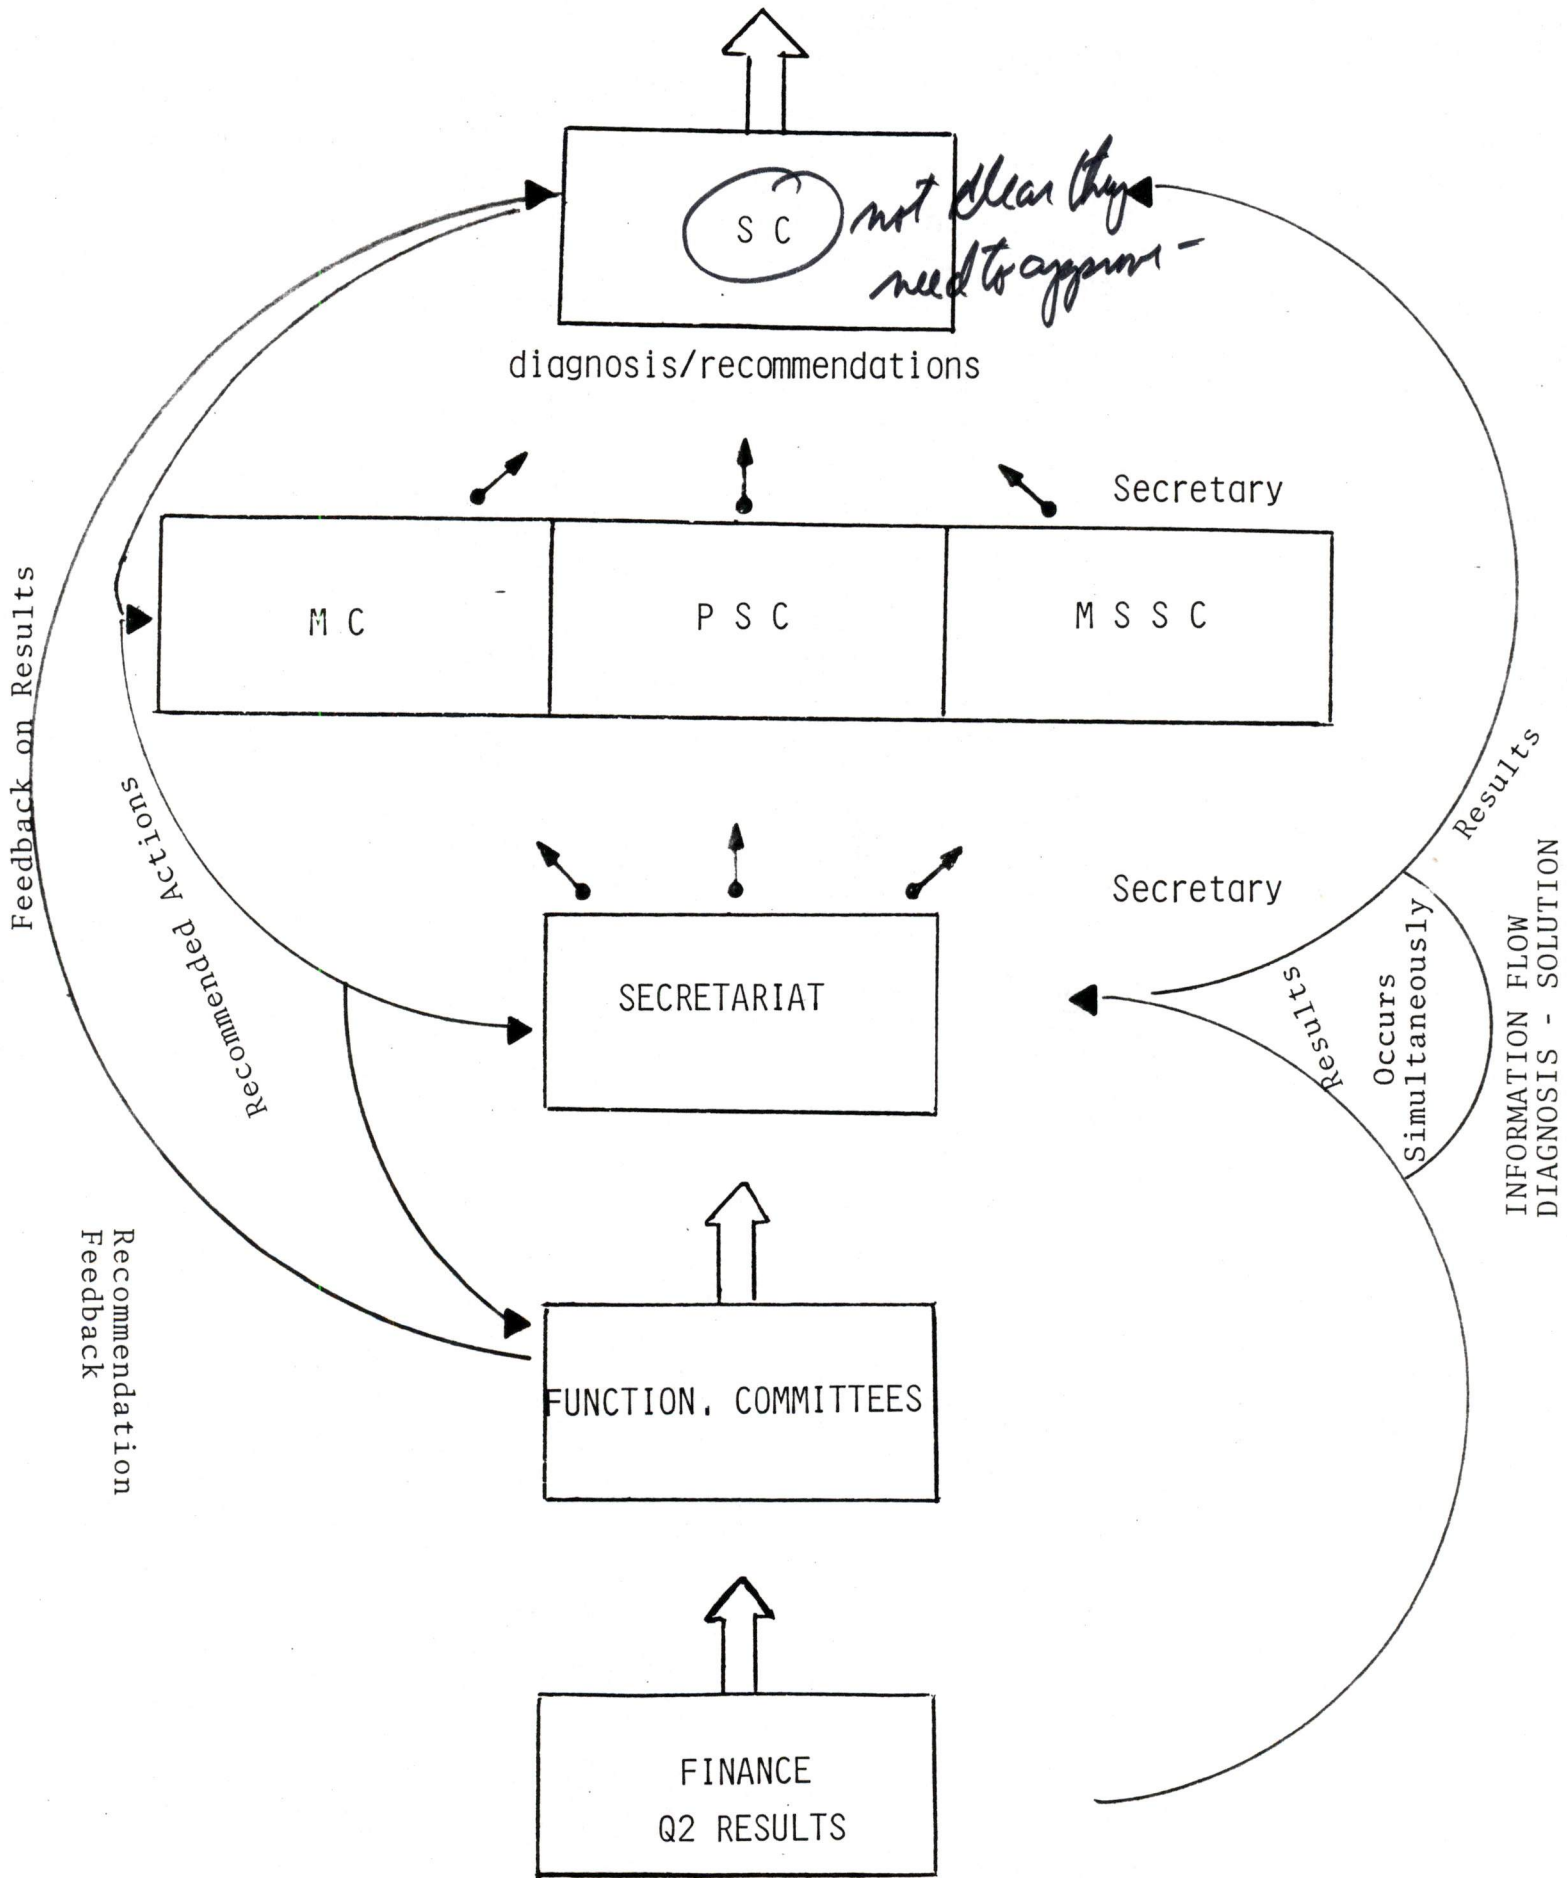 S C
not clear they
need to approve -
diagnosis/recommendations
Secretary
M C
P S C
M S S C
Feedback on Results
Recommended Actions
Results
Secretary
SECRETARIAT
Results
Occurs
Simultaneously
INFORMATION FLOW
DIAGNOSIS - SOLUTION
Recommendation
Feedback
FUNCTION. COMMITTEES
FINANCE
Q2 RESULTS